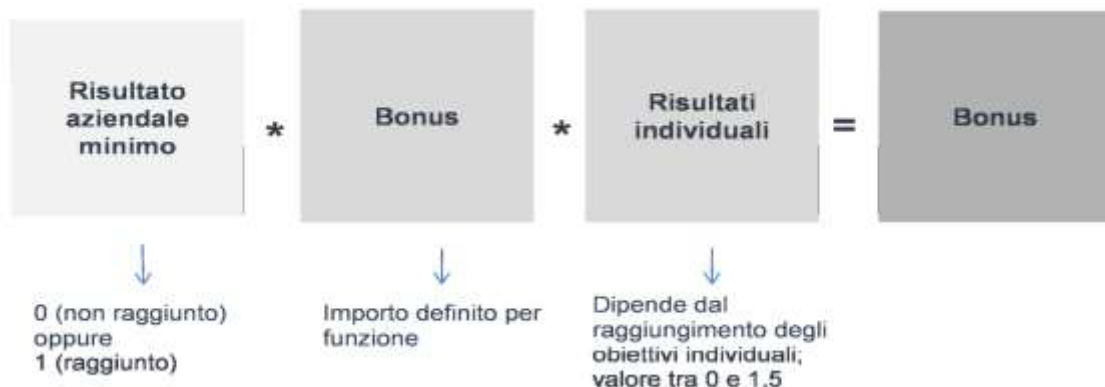 Risultato
aziendale
minimo
*
Bonus
*
Risultati
individuali
=
Bonus
0 (non raggiunto)
oppure
1 (raggiunto)
Importo definito per
funzione
Dipende dal
raggiungimento degli
obiettivi individuali;
valore tra 0 e 1.5